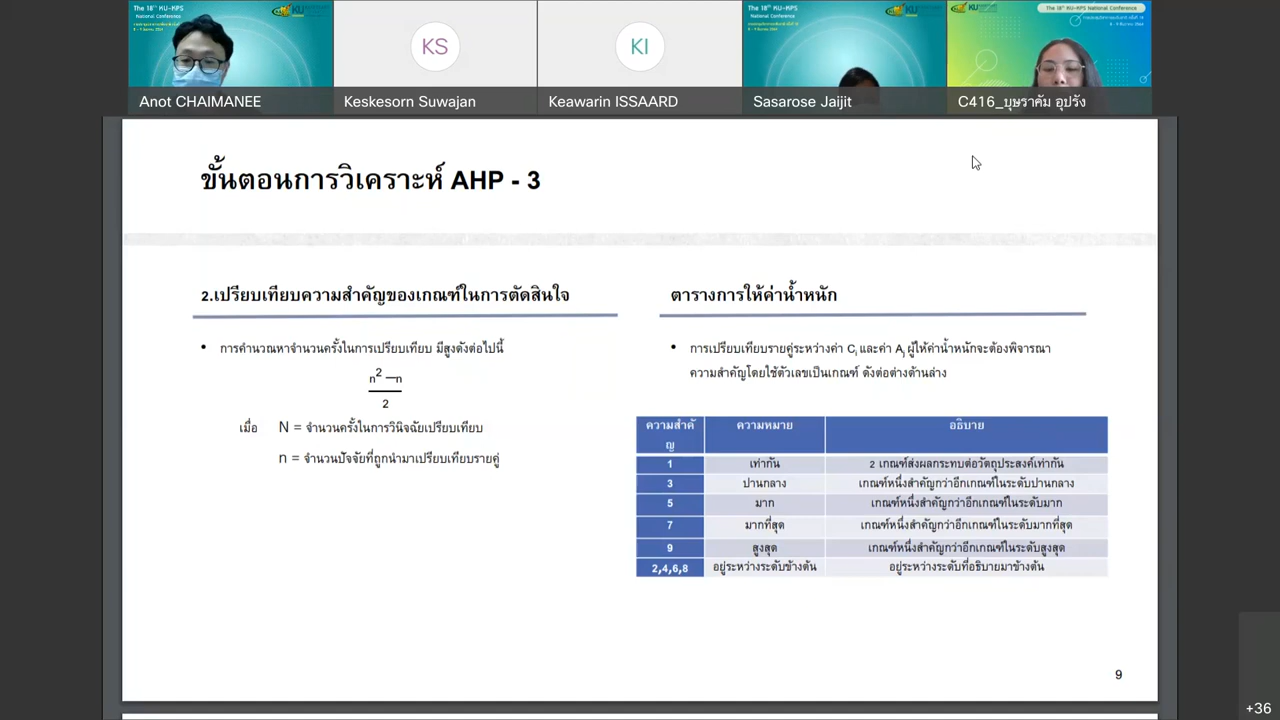 The 18th KU-KPS
National Conference
Anot CHAIMANEE
KS
Keskesorn Suwajan
KI
Keawarin ISSAARD
The 18th KU-KPS
National Conference
Sasarose Jaijit
The 18th KU-KPS National Conference
C416_บุษราคัม อุปรัง
ขั้นตอนการวิเคราะห์ AHP - 3
2.เปรียบเทียบความสำคัญของเกณฑ์ในการตัดสินใจ
การคำนวณหาจำนวนครั้งในการเปรียบเทียบ มีสูงดังต่อไปนี้
n² – n
2
เมื่อ N = จำนวนครั้งในการวินิจฉัยเปรียบเทียบ
n = จำนวนปัจจัยที่ถูกนำมาเปรียบเทียบรายคู่
ตารางการให้ค่าน้ำหนัก
การเปรียบเทียบรายคู่ระหว่างค่า Cᵢ และค่า Aⱼ ผู้ให้ค่าน้ำหนักจะต้องพิจารณา
ความสำคัญโดยใช้ตัวเลขเป็นเกณฑ์ ดังต่อต่างด้านล่าง
ความสำคั
ญ ความหมาย อธิบาย
1 เท่ากัน 2 เกณฑ์ส่งผลกระทบต่อวัตถุประสงค์เท่ากัน
3 ปานกลาง เกณฑ์หนึ่งสำคัญกว่าอีกเกณฑ์ในระดับปานกลาง
5 มาก เกณฑ์หนึ่งสำคัญกว่าอีกเกณฑ์ในระดับมาก
7 มากที่สุด เกณฑ์หนึ่งสำคัญกว่าอีกเกณฑ์ในระดับมากที่สุด
9 สูงสุด เกณฑ์หนึ่งสำคัญกว่าอีกเกณฑ์ในระดับสูงสุด
2,4,6,8 อยู่ระหว่างระดับข้างต้น อยู่ระหว่างระดับที่อธิบายมาข้างต้น
9
+36